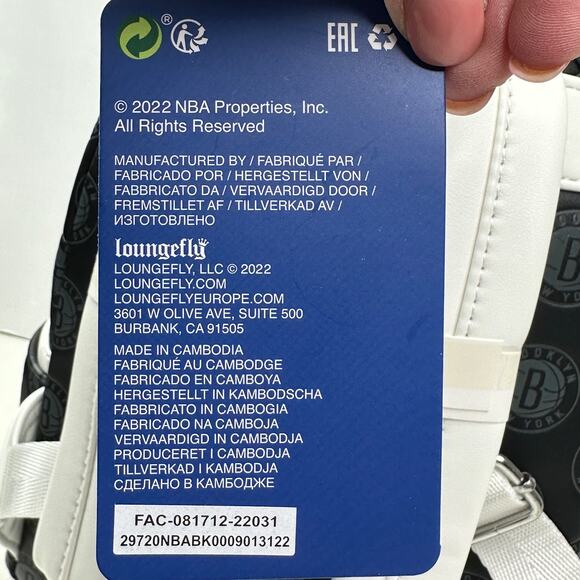 ®
EAC
© 2022 NBA Properties, Inc.
All Rights Reserved
MANUFACTURED BY / FABRIQUÉ PAR /
FABRICADO POR / HERGESTELLT VON /
FABBRICATO DA / VERVAARDIGD DOOR /
FREMSTILLET AF / TILLVERKAD AV /
ИЗГОТОВЛЕНО
loungefly
LOUNGEFLY, LLC © 2022
LOUNGEFLY.COM
LOUNGEFLYEUROPE.COM
3601 W OLIVE AVE, SUITE 500
BURBANK, CA 91505
MADE IN CAMBODIA
FABRIQUÉ AU CAMBODGE
FABRICADO EN CAMBOYA
HERGESTELLT IN KAMBODSCHA
FABBRICATO IN CAMBOGIA
FABRICADO NA CAMBOJA
VERVAARDIGD IN CAMBODJA
PRODUCERET I CAMBODJA
TILLVERKAD I KAMBODJA
СДЕЛАНО В КАМБОДЖЕ
FAC-081712-22031
29720NBABK0009013122
B
YORK